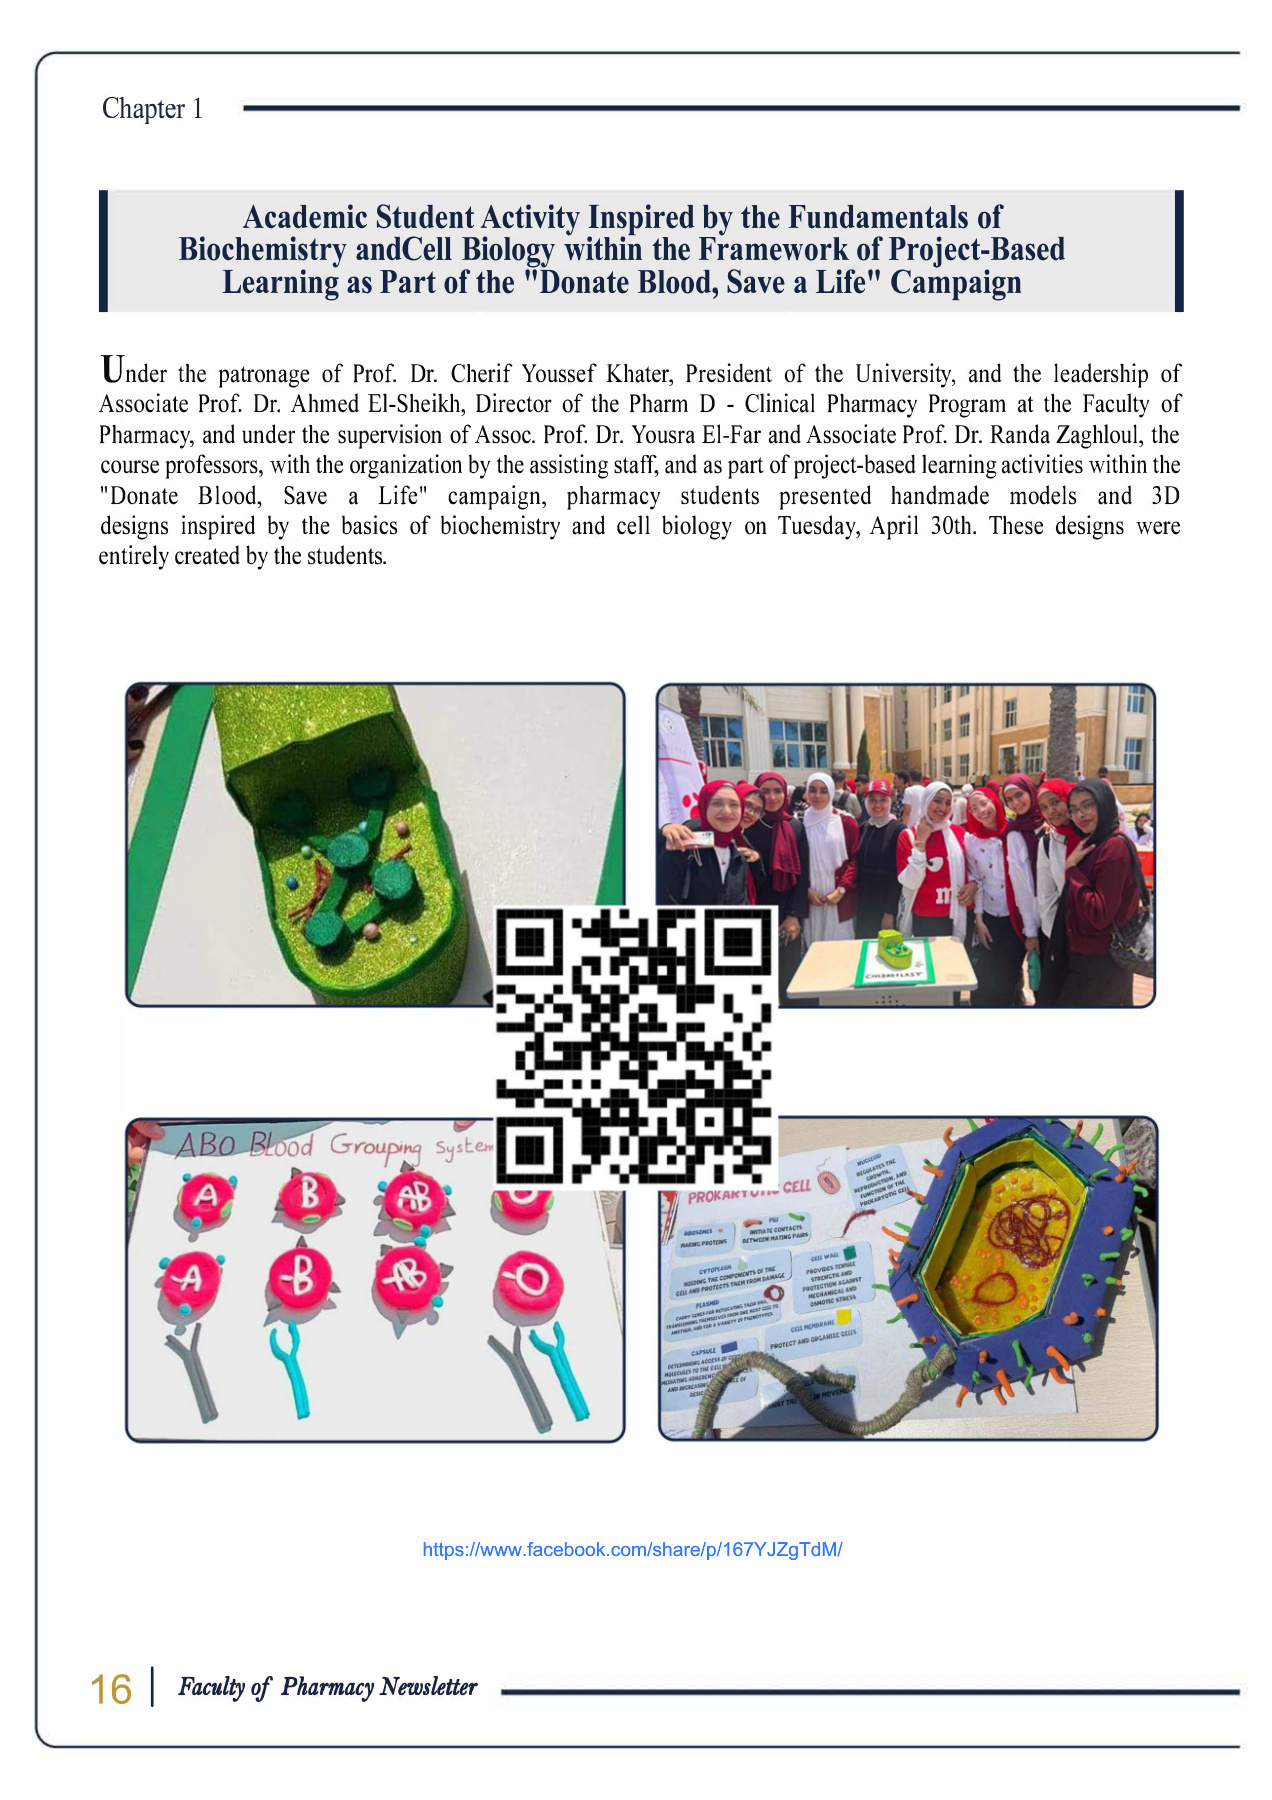 Chapter 1
Academic Student Activity Inspired by the Fundamentals of
Biochemistry andCell Biology within the Framework of Project-Based
Learning as Part of the "Donate Blood, Save a Life" Campaign
Under the patronage of Prof. Dr. Cherif Youssef Khater, President of the University, and the leadership of
Associate Prof. Dr. Ahmed El-Sheikh, Director of the Pharm D - Clinical Pharmacy Program at the Faculty of
Pharmacy, and under the supervision of Assoc. Prof. Dr. Yousra El-Far and Associate Prof. Dr. Randa Zaghloul, the
course professors, with the organization by the assisting staff, and as part of project-based learning activities within the
"Donate Blood, Save a Life" campaign, pharmacy students presented handmade models and 3D
designs inspired by the basics of biochemistry and cell biology on Tuesday, April 30th. These designs were
entirely created by the students.
m
CHLOROPLAST
ABO Blood Grouping System
A B AB O
-A -B -AB -O
PROKARYOTIC CELL
NUCLEOID
REGULATES THE
GROWTH,
REPRODUCTION, AND
FUNCTION OF THE
PROKARYOTIC CELL
RIBOSOMES
MAKING PROTEINS
PILI
INITIATE CONTACTS
BETWEEN MATING PAIRS
CYTOPLASM
HOLDING THE COMPONENTS OF THE
CELL AND PROTECTS THEM FROM DAMAGE
CELL WALL
PROVIDES TENSILE
STRENGTH AND
PROTECTION AGAINST
MECHANICAL AND
OSMOTIC STRESS
PLASMID
CARRY GENES FOR REPLICATING THEIR DNA,
TRANSFERRING THEMSELVES FROM ONE HOST CELL TO
ANOTHER, AND FOR A VARIETY OF PHENOTYPES
CELL MEMBRANE
PROTECT AND ORGANISE CELLS
CAPSULE
DETERMINING ACCESS OF
MOLECULES TO THE CELL
MEDIATING ADHERENCE
AND INCREASING
IN MOVEMENT
https://www.facebook.com/share/p/167YJZgTdM/
16 Faculty of Pharmacy Newsletter